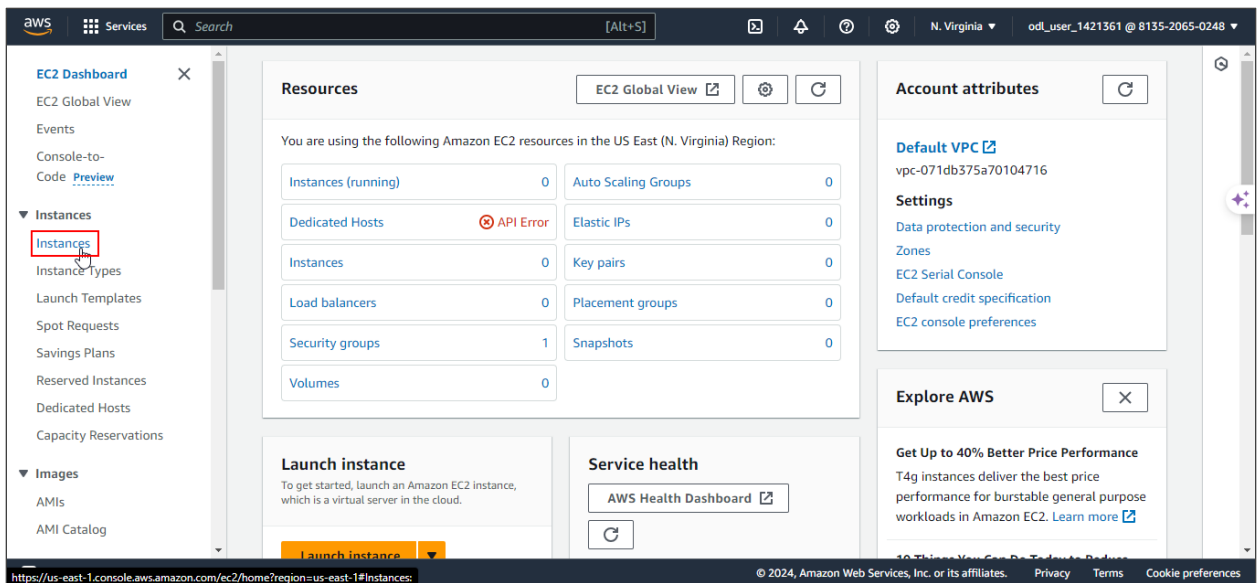 aws
Services
Search
[Alt+S]
N. Virginia
odl_user_1421361 @ 8135-2065-0248
EC2 Dashboard
EC2 Global View
Events
Console-to-
Code Preview
Instances
Instances
Instance Types
Launch Templates
Spot Requests
Savings Plans
Reserved Instances
Dedicated Hosts
Capacity Reservations
Images
AMIs
AMI Catalog
Resources
EC2 Global View
You are using the following Amazon EC2 resources in the US East (N. Virginia) Region:
Instances (running) 0
Auto Scaling Groups 0
Dedicated Hosts API Error
Elastic IPs 0
Instances 0
Key pairs 0
Load balancers 0
Placement groups 0
Security groups 1
Snapshots 0
Volumes 0
Launch instance
To get started, launch an Amazon EC2 instance,
which is a virtual server in the cloud.
Launch instance
Service health
AWS Health Dashboard
Account attributes
Default VPC
vpc-071db375a70104716
Settings
Data protection and security
Zones
EC2 Serial Console
Default credit specification
EC2 console preferences
Explore AWS
Get Up to 40% Better Price Performance
T4g instances deliver the best price
performance for burstable general purpose
workloads in Amazon EC2. Learn more
10 Things You Can Do Today to Reduce
https://us-east-1.console.aws.amazon.com/ec2/home?region=us-east-1#Instances:
© 2024, Amazon Web Services, Inc. or its affiliates.
Privacy
Terms
Cookie preferences